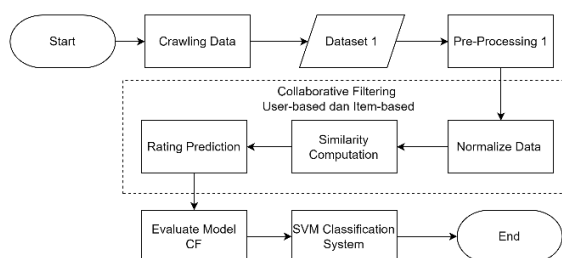 Start
Crawling Data
Dataset 1
Pre-Processing 1
Collaborative Filtering
User-based dan Item-based
Normalize Data
Similarity
Computation
Rating Prediction
Evaluate Model
CF
SVM Classification
System
End